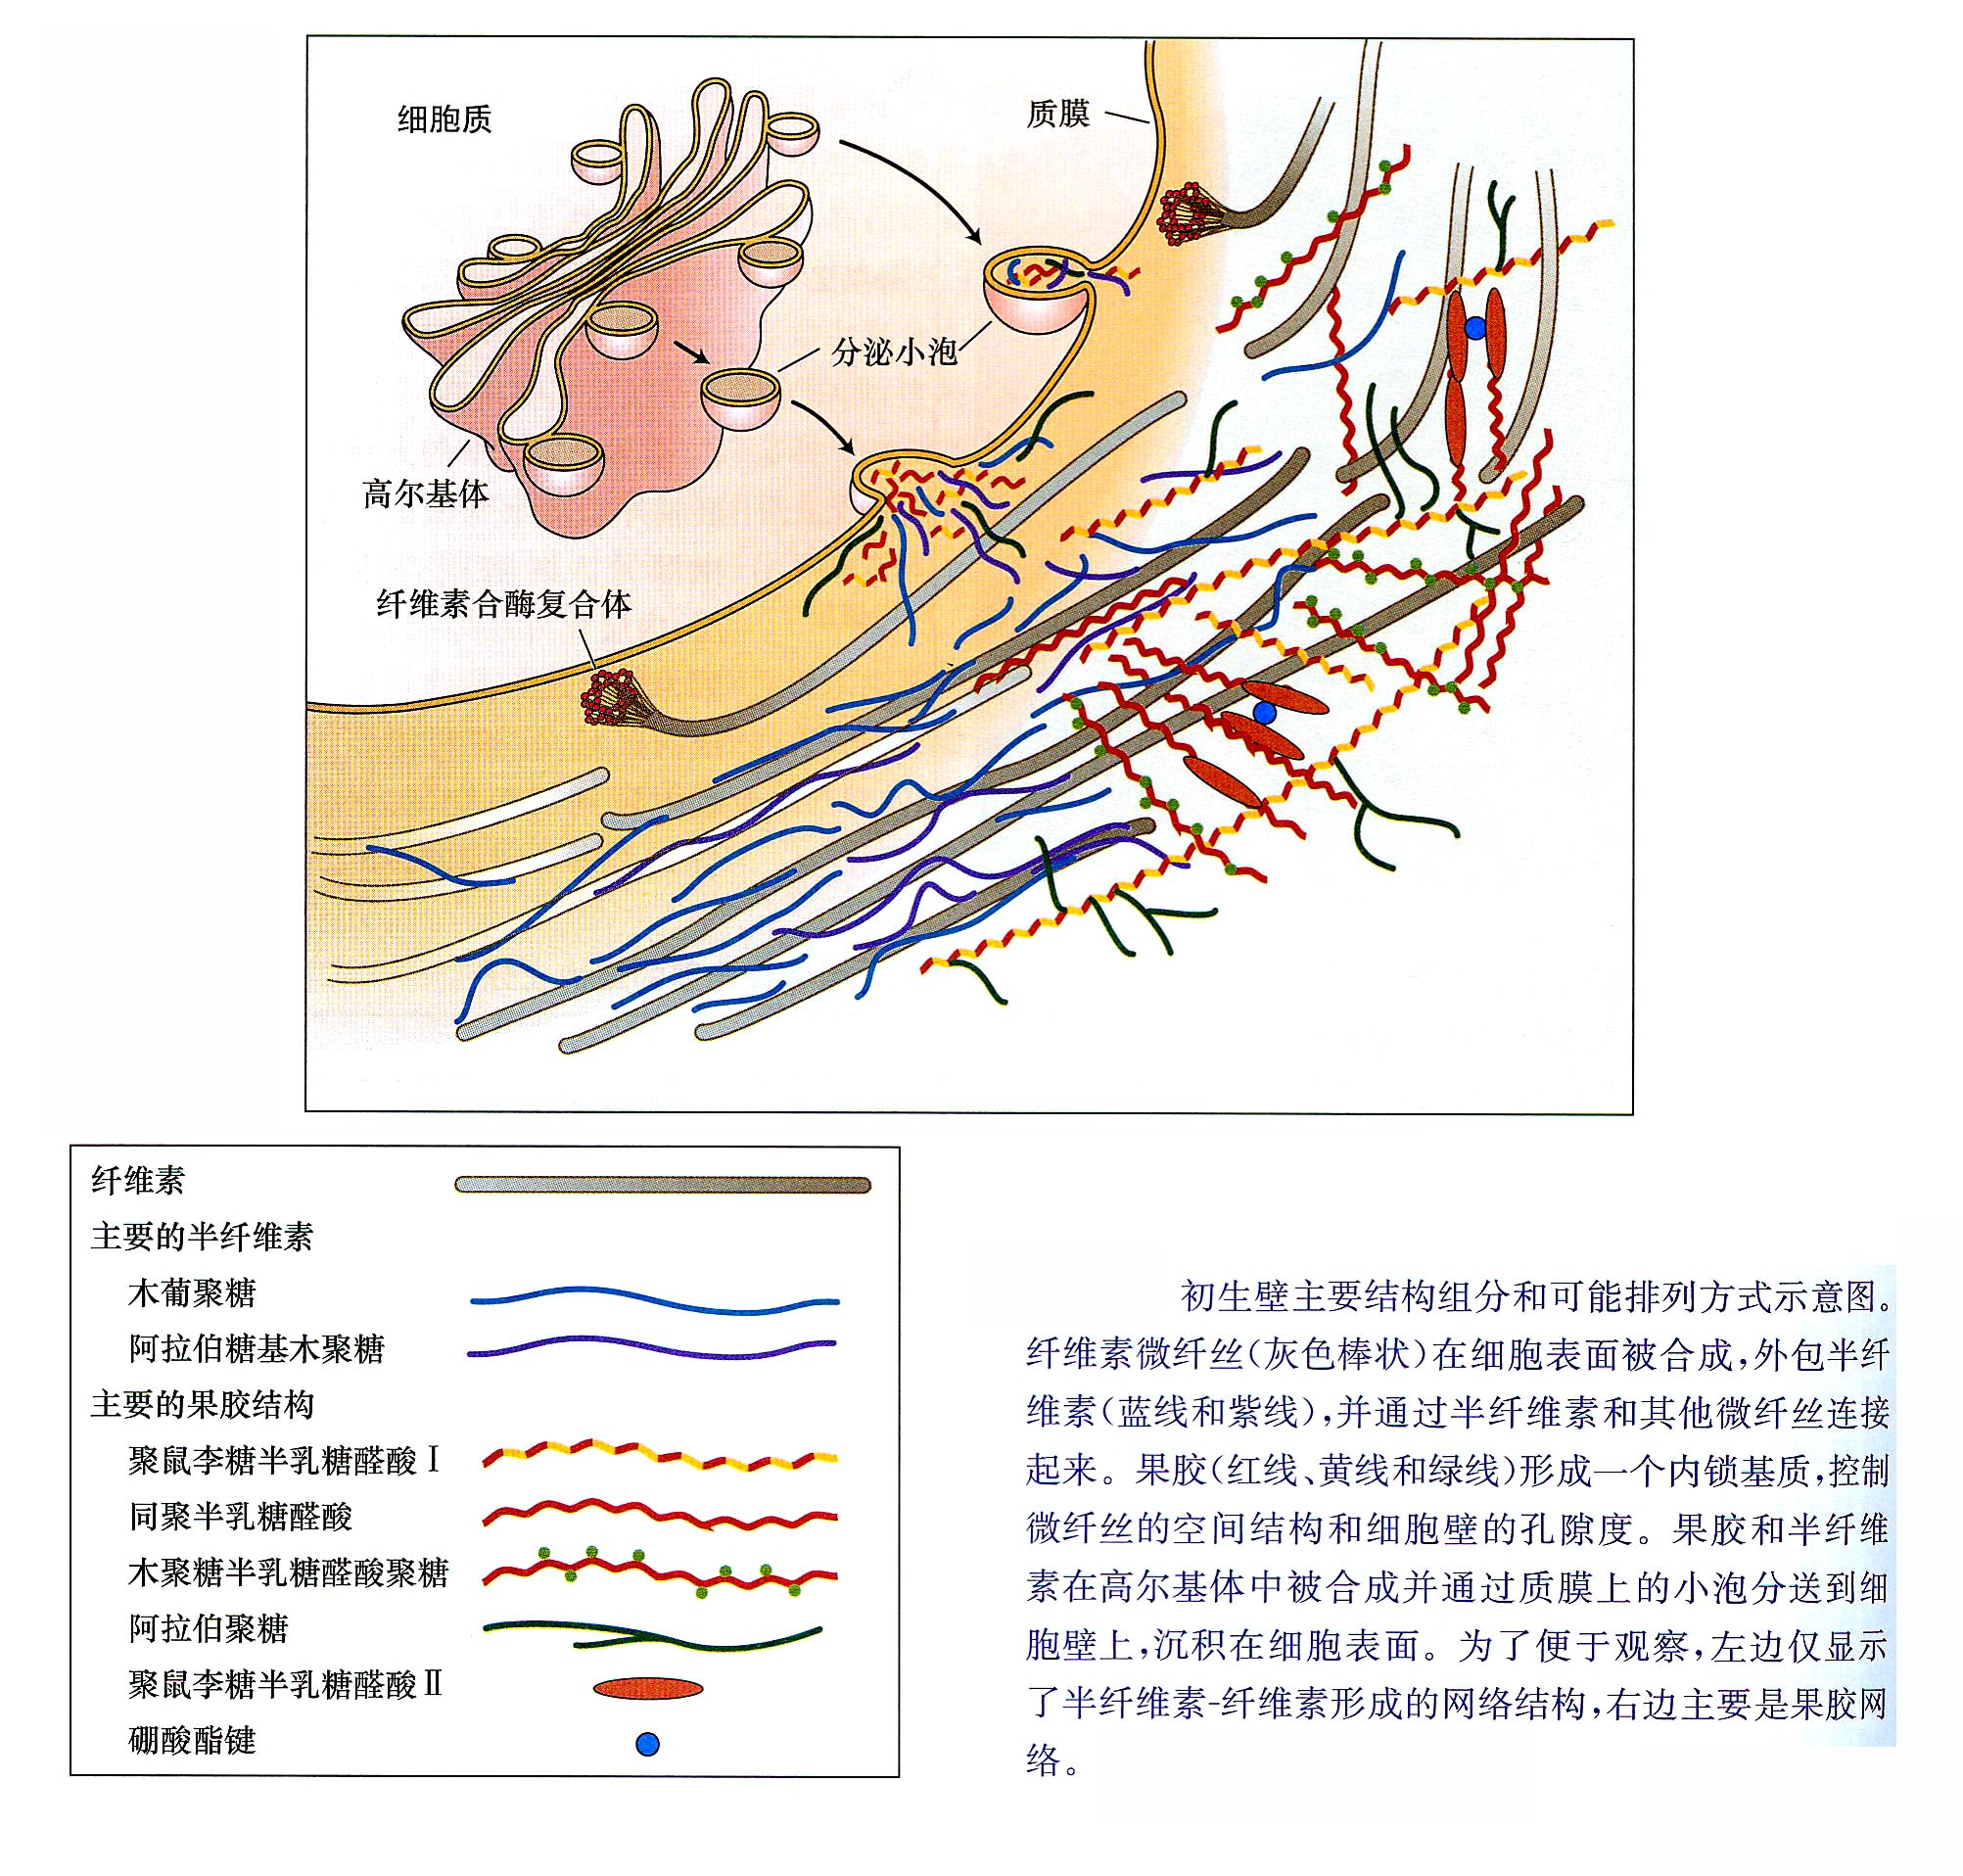 细胞质
质膜
分泌小泡
高尔基体
纤维素合酶复合体
纤维素
主要的半纤维素
木葡聚糖
阿拉伯糖基木聚糖
主要的果胶结构
聚鼠李糖半乳糖醛酸Ⅰ
同聚半乳糖醛酸
木聚糖半乳糖醛酸聚糖
阿拉伯聚糖
聚鼠李糖半乳糖醛酸Ⅱ
硼酸酯键
初生壁主要结构组分和可能排列方式示意图。
纤维素微纤丝(灰色棒状)在细胞表面被合成,外包半纤
维素(蓝线和紫线),并通过半纤维素和其他微纤丝连接
起来。果胶(红线、黄线和绿线)形成一个内锁基质,控制
微纤丝的空间结构和细胞壁的孔隙度。果胶和半纤维
素在高尔基体中被合成并通过质膜上的小泡分送到细
胞壁上,沉积在细胞表面。为了便于观察,左边仅显示
了半纤维素-纤维素形成的网络结构,右边主要是果胶网
络。